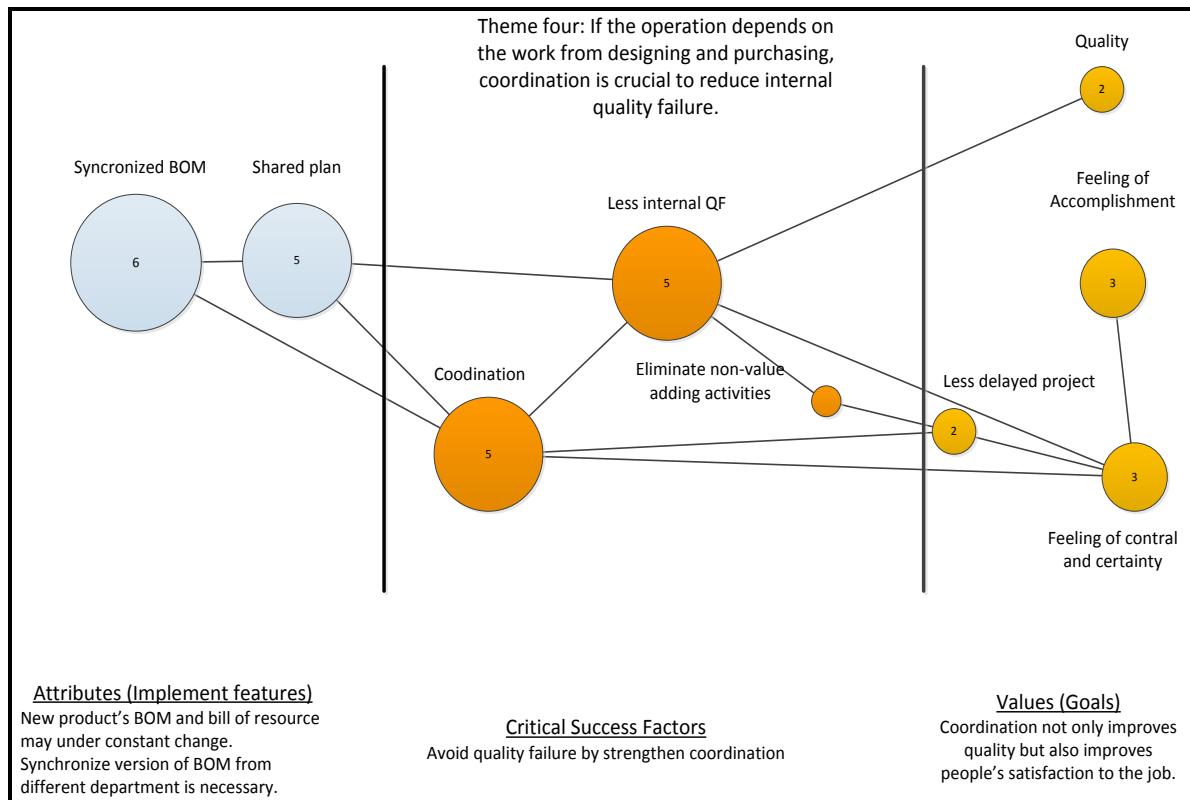 Theme four: If the operation depends on
the work from designing and purchasing,
coordination is crucial to reduce internal
quality failure.
Quality
2
Syncronized BOM
Shared plan
Less internal QF
Feeling of
Accomplishment
6
5
5
3
Coodination
Eliminate non-value
adding activities
Less delayed project
5
2
3
Feeling of contral
and certainty
Attributes (Implement features)
New product’s BOM and bill of resource
may under constant change.
Synchronize version of BOM from
different department is necessary.
Critical Success Factors
Avoid quality failure by strengthen coordination
Values (Goals)
Coordination not only improves
quality but also improves
people’s satisfaction to the job.